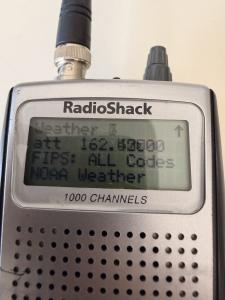 RadioShack
Weather
att
FIPS: ALL Codes
NOAA Weather
1000 CHANNELS